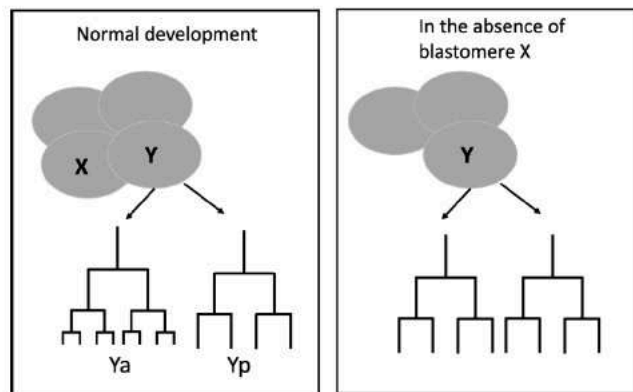 Normal development
X
Y
Ya
Yp
In the absence of
blastomere X
Y